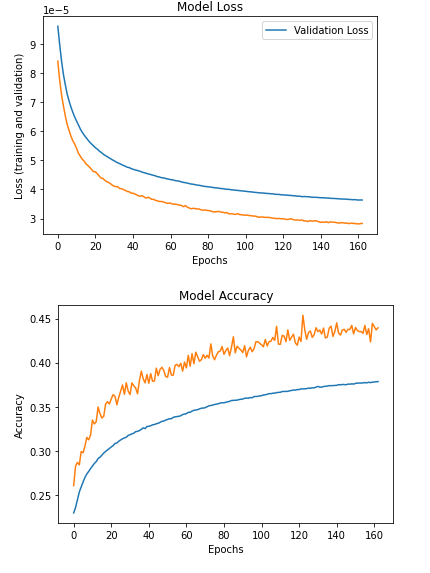 Model Loss
1e−5
Validation Loss
9
8
7
6
5
4
3
Loss (training and validation)
0 20 40 60 80 100 120 140 160
Epochs
Model Accuracy
0.45
0.40
0.35
0.30
0.25
Accuracy
0 20 40 60 80 100 120 140 160
Epochs